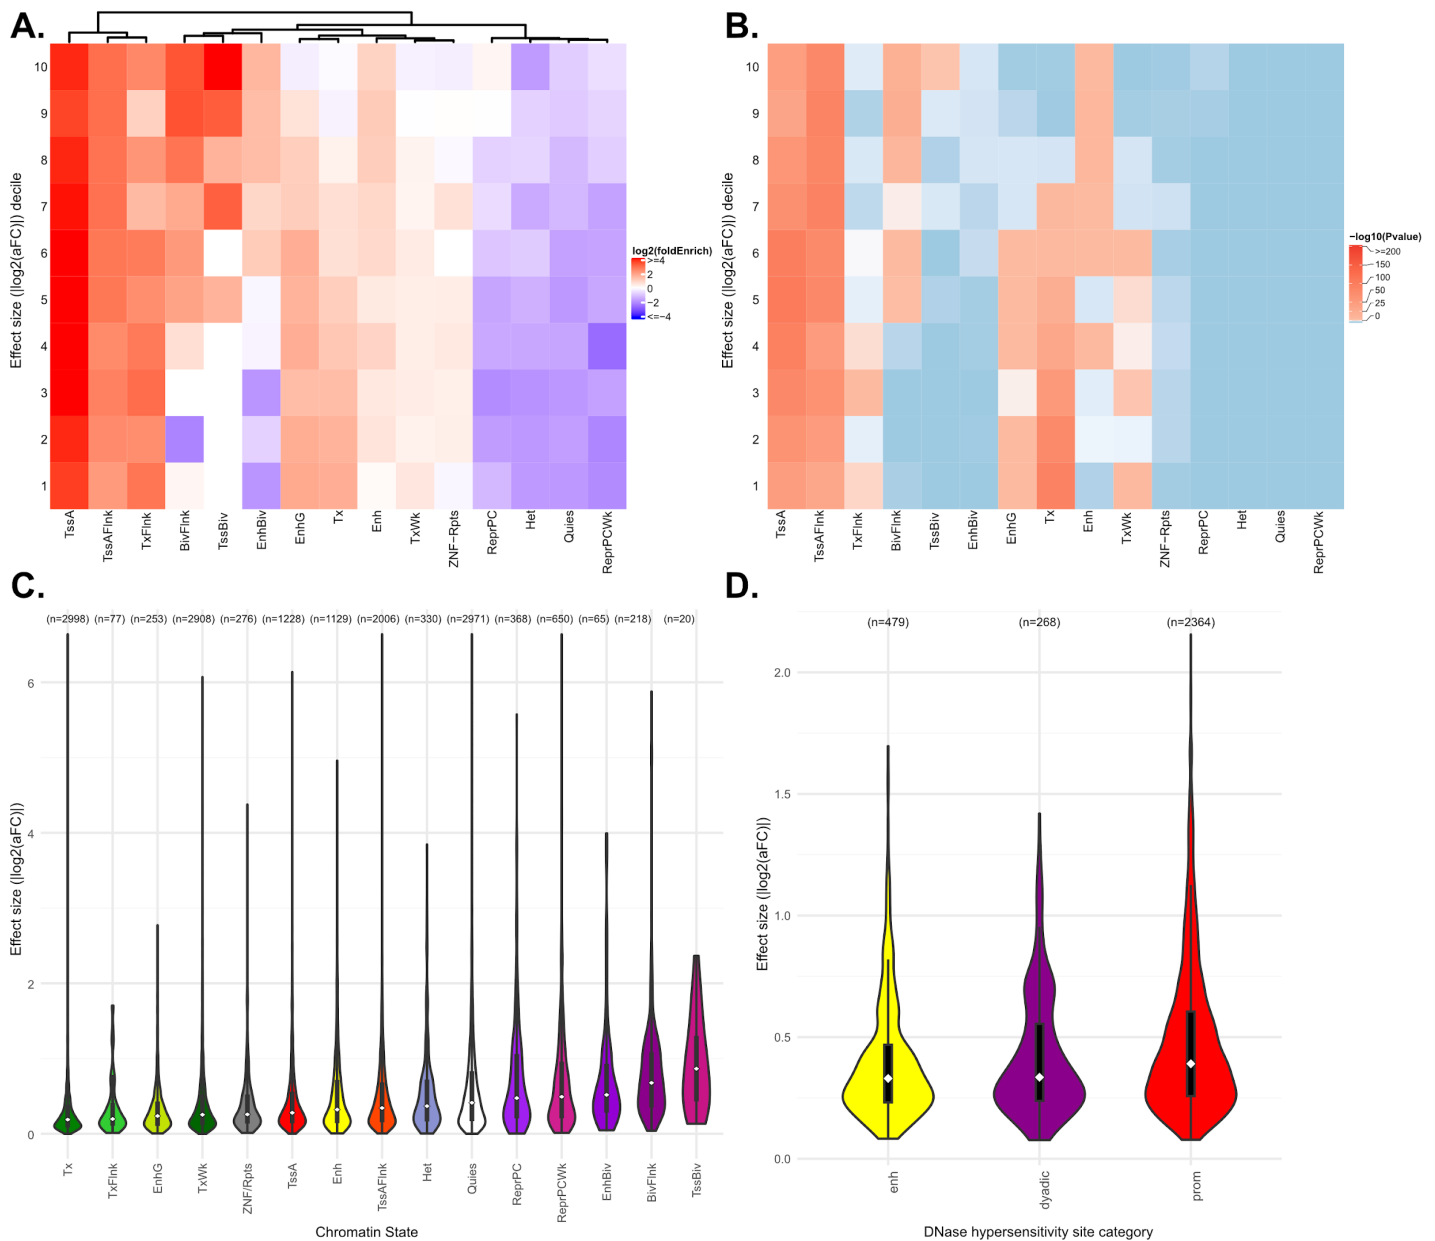 A.
B.
10
9
8
7
6
5
4
3
2
1
Effect size (|log2(aFC)|) decile
TssA
TssAFlnk
TxFlnk
BivFlnk
TssBiv
EnhBiv
EnhG
Tx
Enh
TxWk
ZNF−Rpts
ReprPC
Het
Quies
ReprPCWk
log2(foldEnrich)
>=4
2
0
−2
<=−4
10
9
8
7
6
5
4
3
2
1
Effect size (|log2(aFC)|) decile
TssA
TssAFlnk
TxFlnk
BivFlnk
TssBiv
EnhBiv
EnhG
Tx
Enh
TxWk
ZNF−Rpts
ReprPC
Het
Quies
ReprPCWk
−log10(Pvalue)
>=200
150
100
50
25
0
C.
(n=2998) (n=77) (n=253) (n=2908) (n=276) (n=1228) (n=1129) (n=2006) (n=330) (n=2971) (n=368) (n=650) (n=65) (n=218) (n=20)
6
4
2
0
Effect size (|log2(aFC)|)
Tx
TxFlnk
EnhG
TxWk
ZNF/Rpts
TssA
Enh
TssAFlnk
Het
Quies
ReprPC
ReprPCWk
EnhBiv
BivFlnk
TssBiv
Chromatin State
D.
(n=479) (n=268) (n=2364)
2.0
1.5
1.0
0.5
0.0
Effect size (|log2(aFC)|)
enh
dyadic
prom
DNase hypersensitivity site category